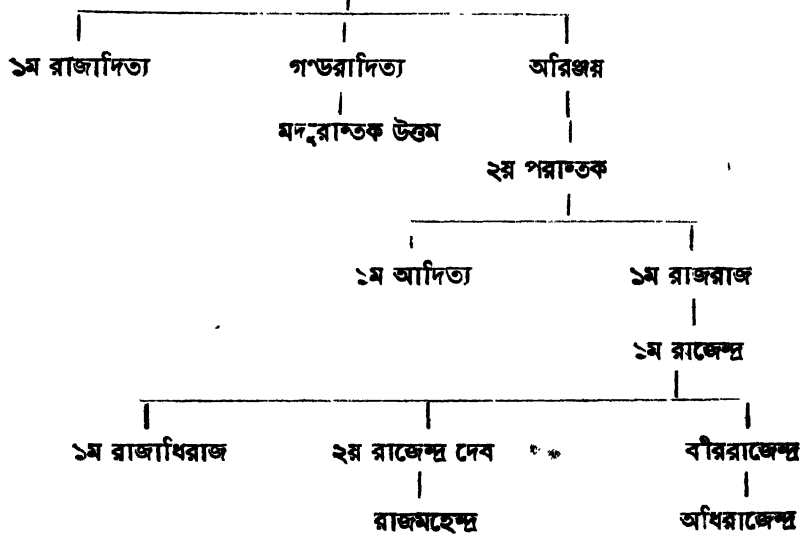 ১ম রাজাদিত্য গণ্ডরাদিত্য অরিঞ্জয়
মদুরান্তক উত্তম
২য় পরান্তক
১ম আদিত্য ১ম রাজরাজ
১ম রাজেন্দ্র
১ম রাজাধিরাজ ২য় রাজেন্দ্র দেব বীররাজেন্দ্র
রাজমহেন্দ্র অধিরাজেন্দ্র